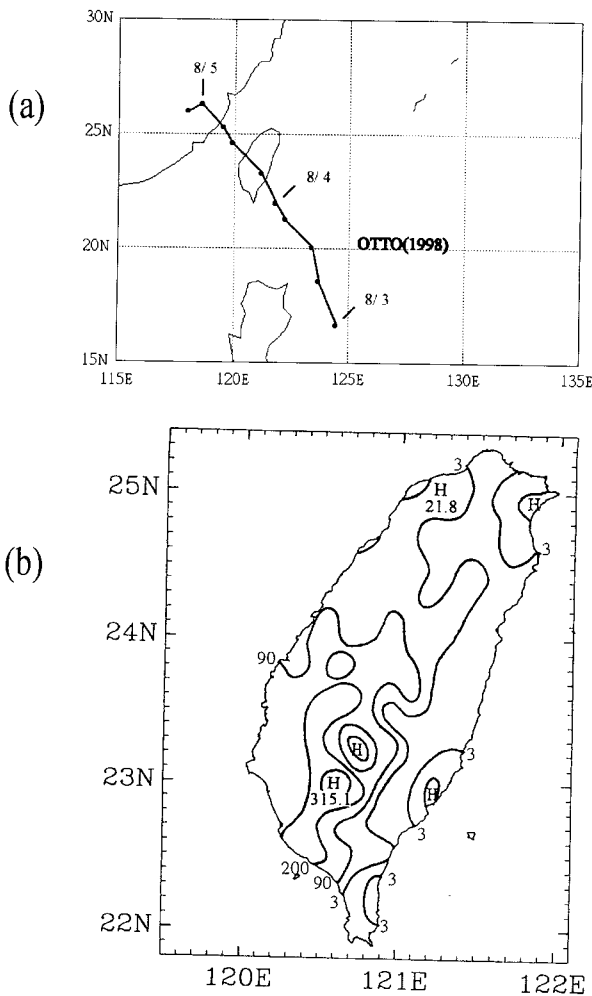 (a)
30N
25N
20N
15N
115E 120E 125E 130E 135E
8/5
8/4
8/3
OTTO(1998)
(b)
25N
24N
23N
22N
120E 121E 122E
3
H
21.8
H
3
90
H
3
H
315.1
H
3
200
90
3
3
3